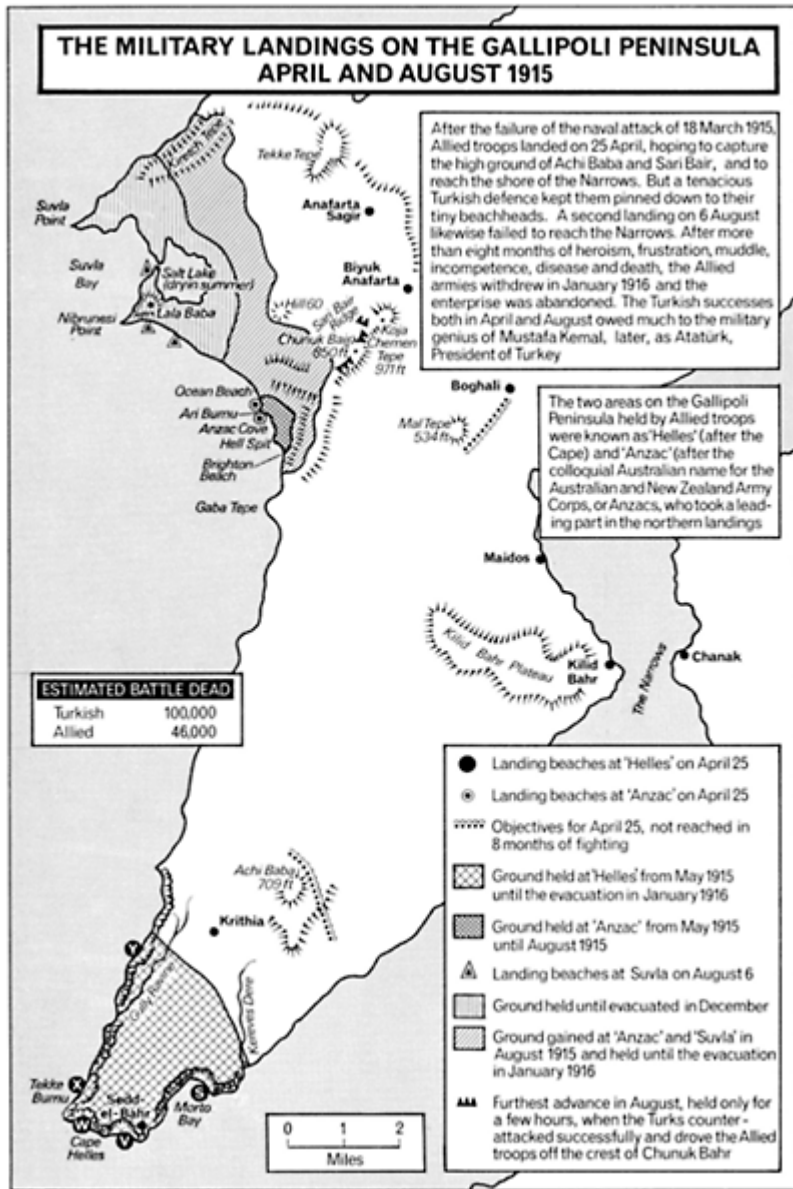 THE MILITARY LANDINGS ON THE GALLIPOLI PENINSULA
APRIL AND AUGUST 1915
After the failure of the naval attack of 18 March 1915,
Allied troops landed on 25 April, hoping to capture
the high ground of Achi Baba and Sari Bair, and to
reach the shore of the Narrows. But a tenacious
Turkish defence kept them pinned down to their
tiny beachheads. A second landing on 6 August
likewise failed to reach the Narrows. After more
than eight months of heroism, frustration, muddle,
incompetence, disease and death, the Allied
armies withdrew in January 1916 and the
enterprise was abandoned. The Turkish successes
both in April and August owed much to the military
genius of Mustafa Kemal, later, as Atatürk,
President of Turkey
Kireech Tepe
Tekke Tepe
Suvla
Point
Anafarta
Sagir
Suvla
Bay
Salt Lake
(dry in summer)
Biyuk
Anafarta
Nibrunesi
Point
Lala Baba
Hill 60
Sari Bair
Ridge
Chunuk Bair
850 ft
Koja
Chemen
Tepe
971 ft
Boghali
Ocean Beach
Ari Burnu
Anzac Cove
Hell Spit
Brighton
Beach
Gaba Tepe
Mal Tepe
534 ft
The two areas on the Gallipoli
Peninsula held by Allied troops
were known as 'Helles' (after the
Cape) and 'Anzac' (after the
colloquial Australian name for the
Australian and New Zealand Army
Corps, or Anzacs, who took a lead-
ing part in the northern landings
Maidos
Kilid Bahr Plateau
Kilid
Bahr
The Narrows
Chanak
ESTIMATED BATTLE DEAD
Turkish 100,000
Allied 46,000
Achi Baba
709 ft
Krithia
Y
Gully Ravine
Kereves Dere
X
Tekke
Burnu
Sedd-
el-Bahr
Morto
Bay
S
W
Cape
Helles
V
0 1 2
Miles
Landing beaches at 'Helles' on April 25
Landing beaches at 'Anzac' on April 25
Objectives for April 25, not reached in
8 months of fighting
Ground held at 'Helles' from May 1915
until the evacuation in January 1916
Ground held at 'Anzac' from May 1915
until August 1915
Landing beaches at Suvla on August 6
Ground held until evacuated in December
Ground gained at 'Anzac' and 'Suvla' in
August 1915 and held until the evacuation
in January 1916
Furthest advance in August, held only for
a few hours, when the Turks counter-
attacked successfully and drove the Allied
troops off the crest of Chunuk Bahr